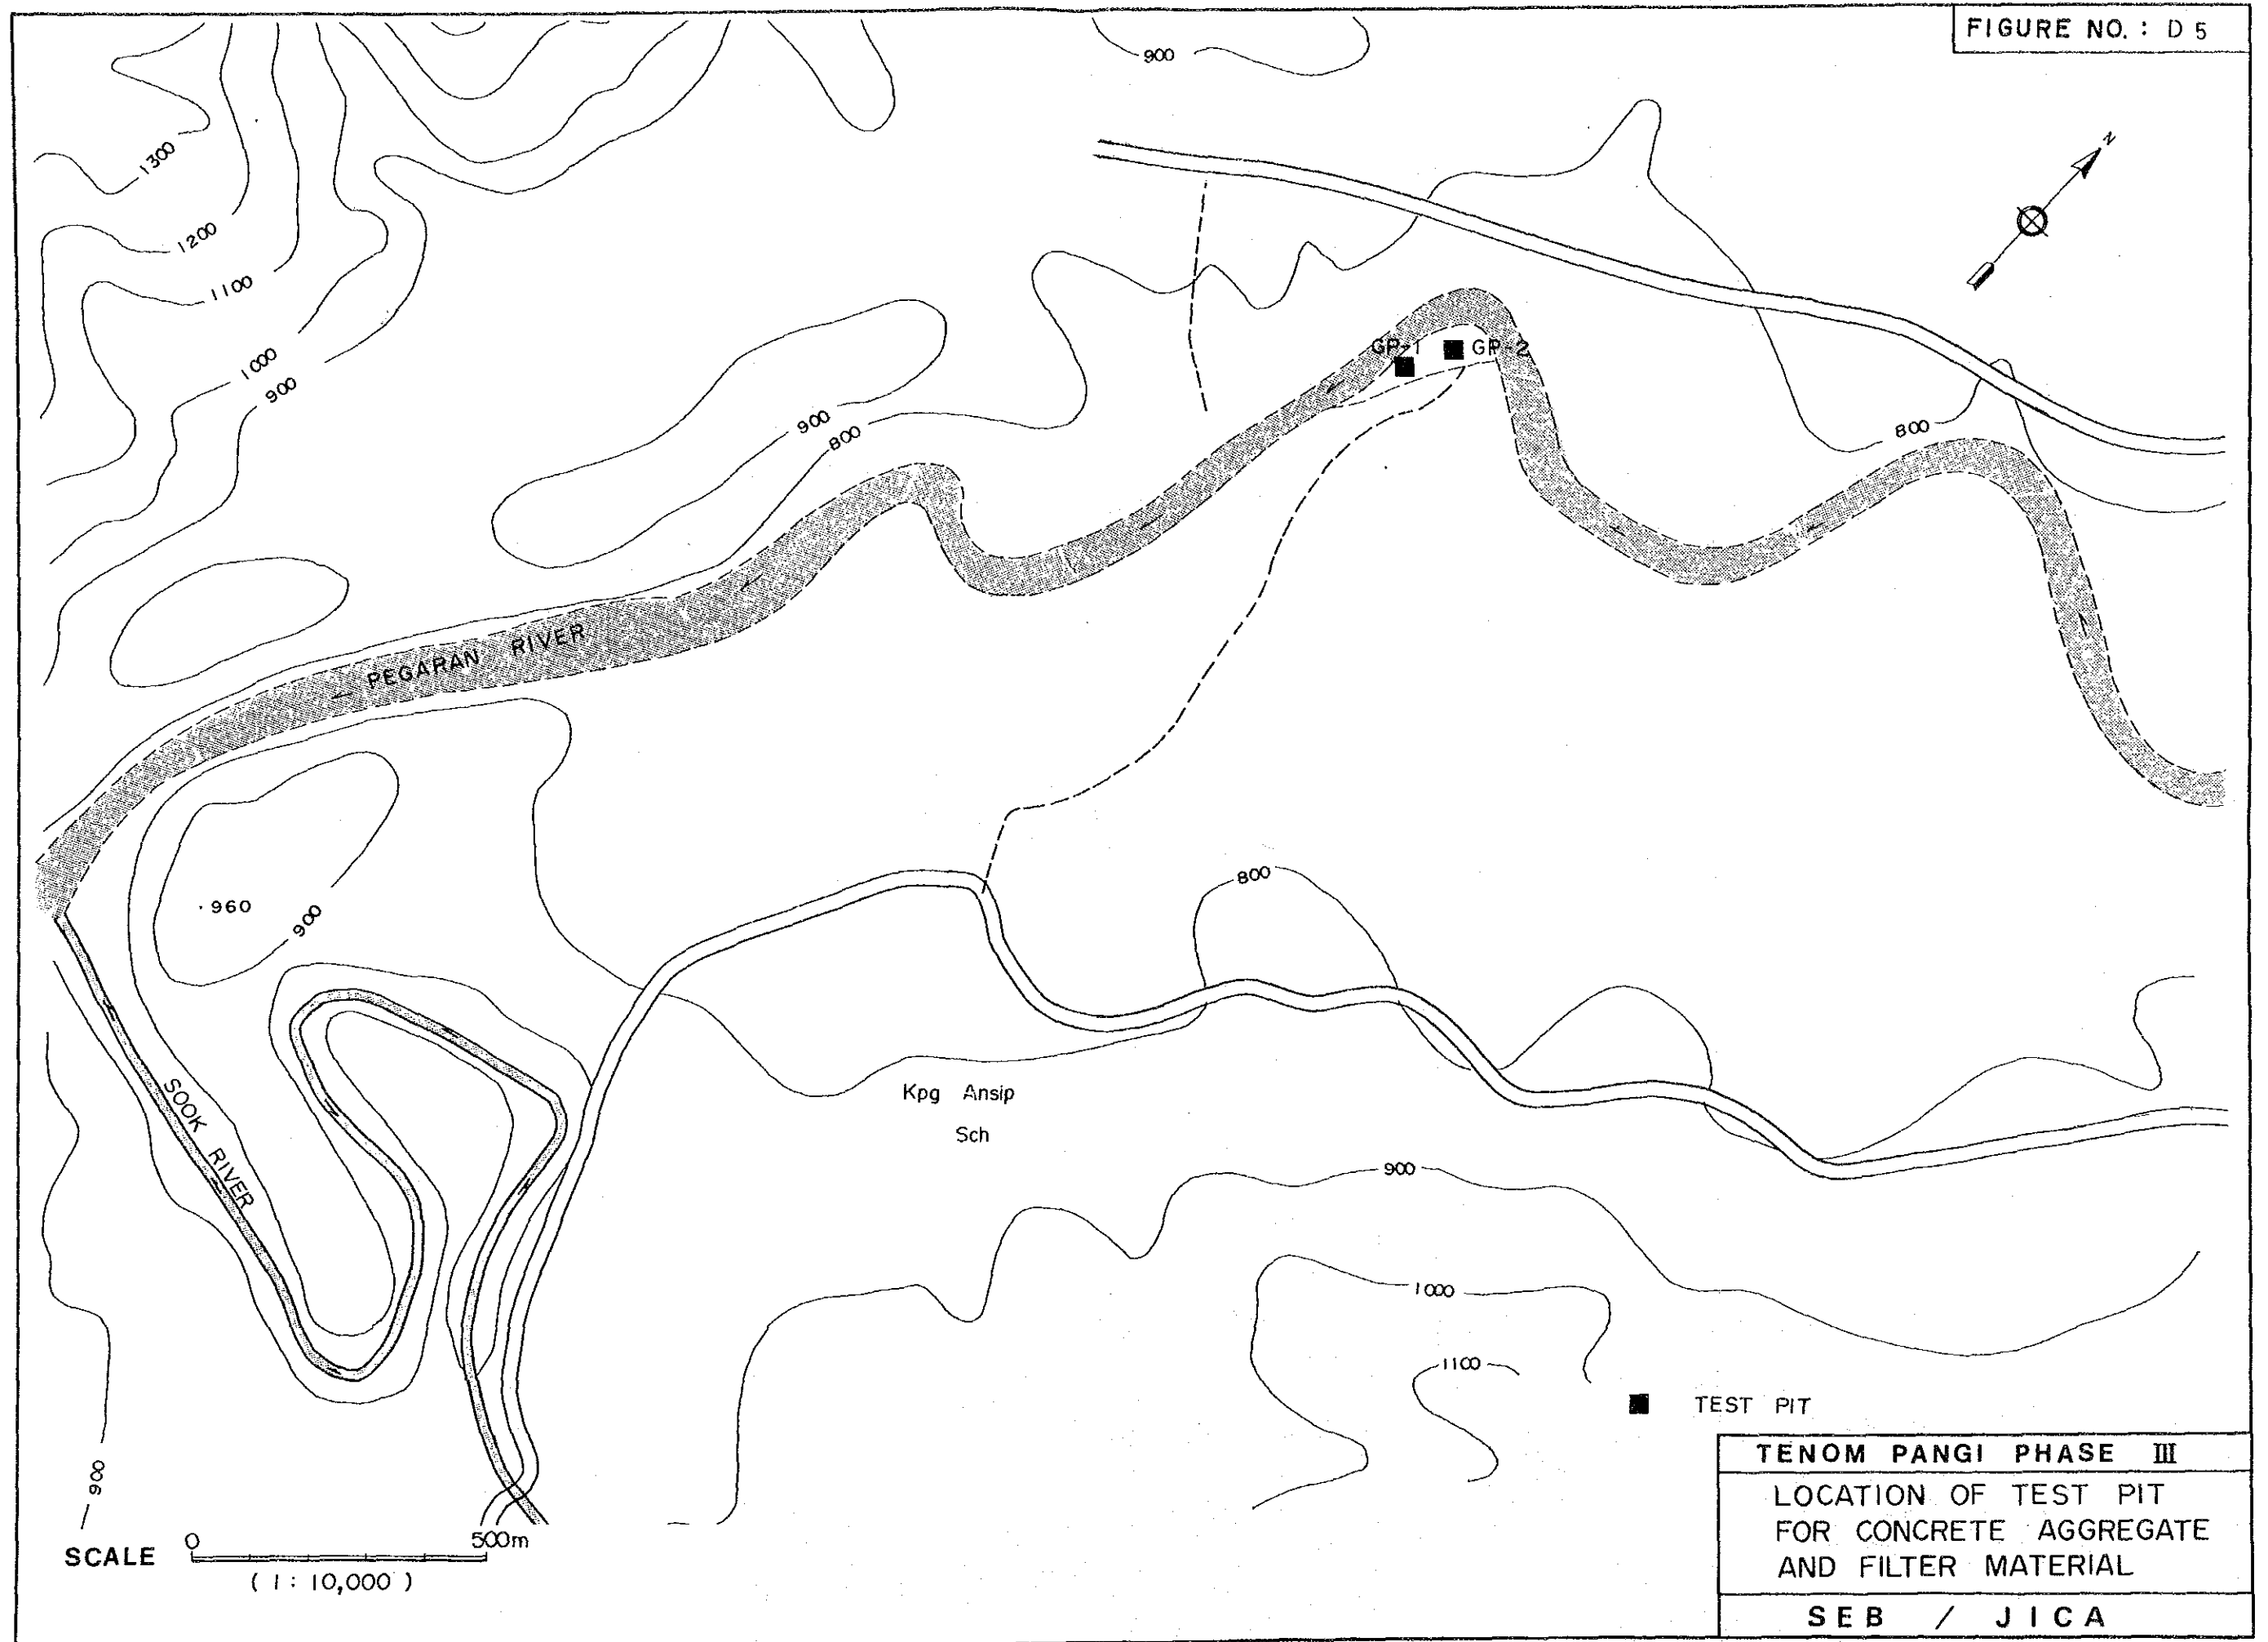 FIGURE NO. : D 5
900
N
1300
1200
1100
1000
900
GP-1
GP-2
900
800
800
PEGARAN RIVER
800
960
900
SOOK RIVER
Kpg Ansip
Sch
900
1000
1100
900
TEST PIT
SCALE
0
500m
( 1 : 10,000 )
TENOM PANGI PHASE III
LOCATION OF TEST PIT
FOR CONCRETE AGGREGATE
AND FILTER MATERIAL
SEB / JICA